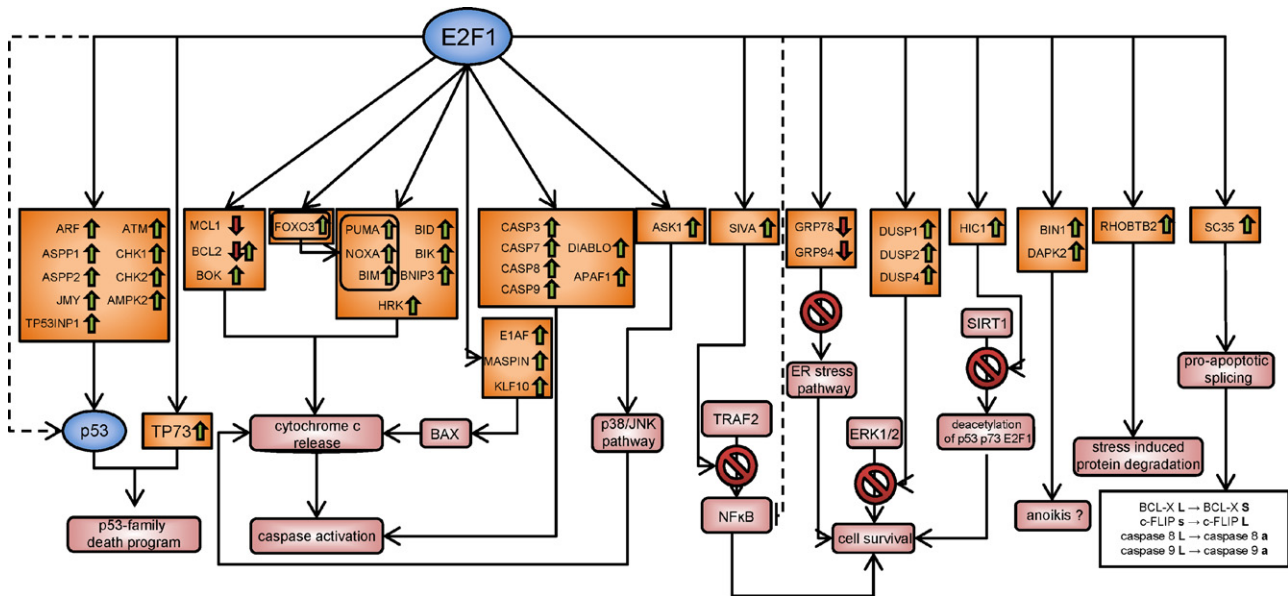 E2F1
ARF
ATM
ASPP1
CHK1
ASPP2
CHK2
JMY
AMPK2
TP53INP1
MCL1
BCL2
BOK
FOXO3
PUMA
BID
NOXA
BIK
BIM
BNIP3
HRK
CASP3
CASP7
DIABLO
CASP8
APAF1
CASP9
ASK1
SIVA
GRP78
GRP94
DUSP1
DUSP2
DUSP4
HIC1
BIN1
DAPK2
RHOBTB2
SC35
E1AF
MASPIN
KLF10
SIRT1
ER stress
pathway
pro-apoptotic
splicing
p53
TP73
cytochrome c
release
BAX
p38/JNK
pathway
TRAF2
ERK1/2
deacetylation
of p53 p73 E2F1
stress induced
protein degradation
p53-family
death program
caspase activation
NFκB
cell survival
anoikis ?
BCL-X L → BCL-X S
c-FLIP s → c-FLIP L
caspase 8 L → caspase 8 a
caspase 9 L → caspase 9 a